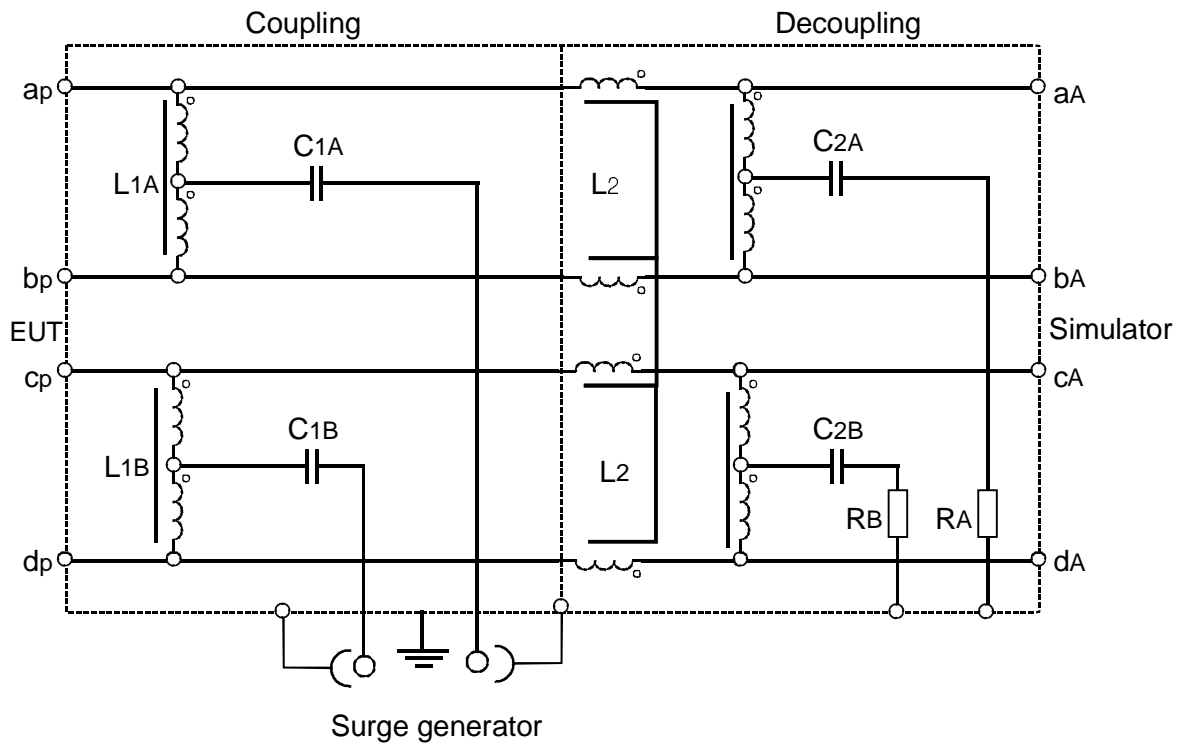 Coupling Decoupling
ap aA
C1A C2A
L1A L2
bp bA
EUT Simulator
cp cA
C1B C2B
L1B L2
RB RA
dp dA
Surge generator